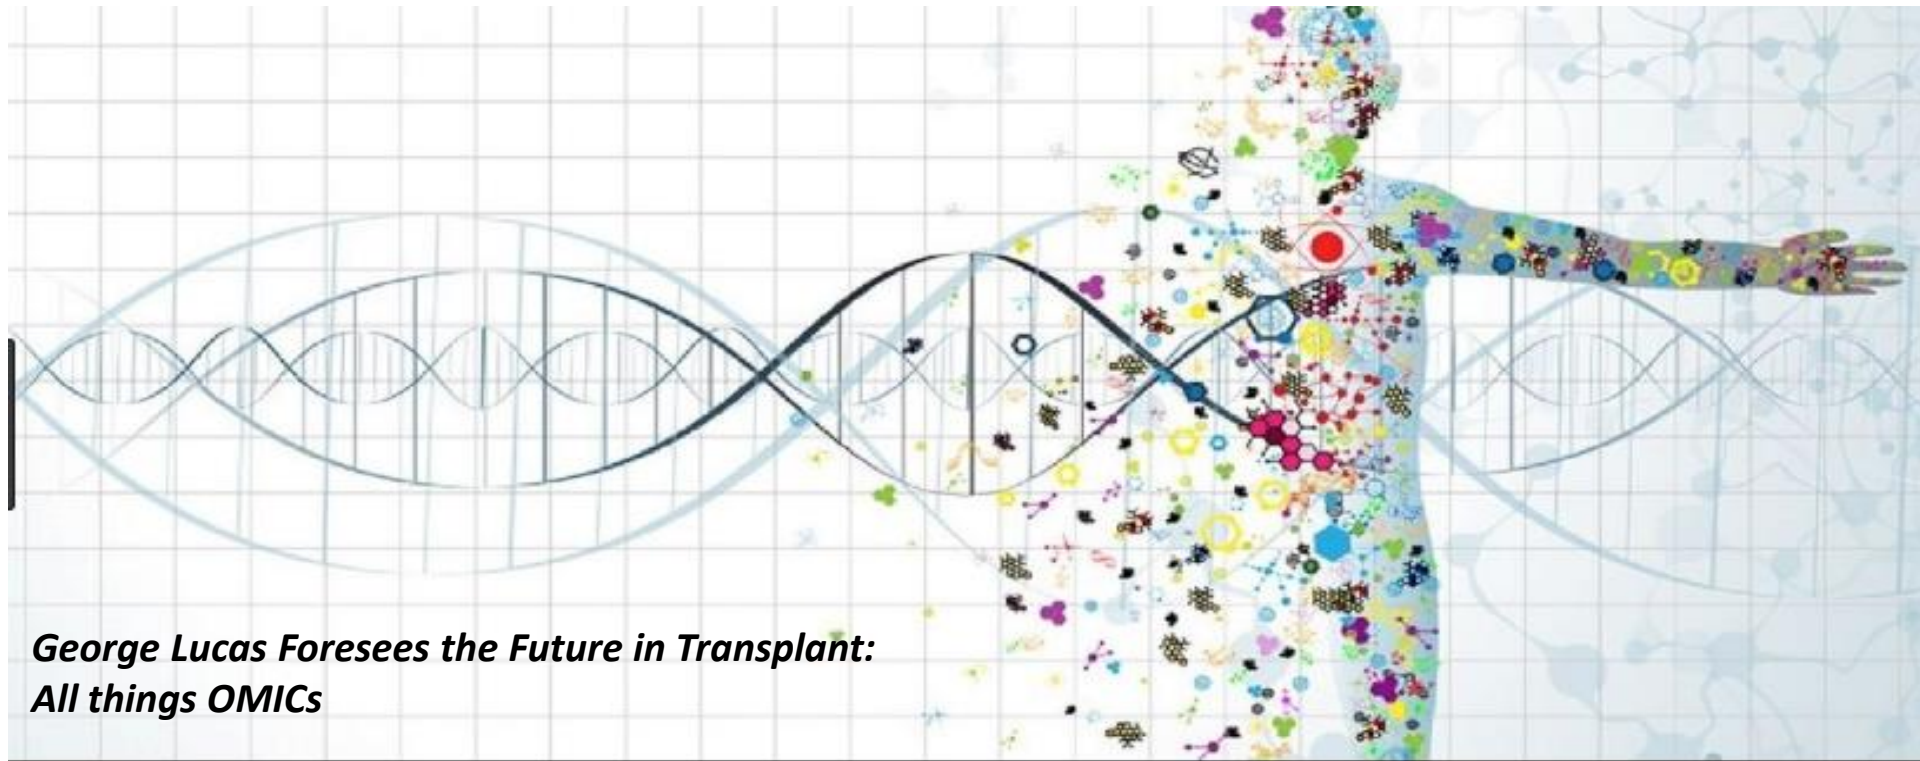 George Lucas Foresees the Future in Transplant:
All things OMICs